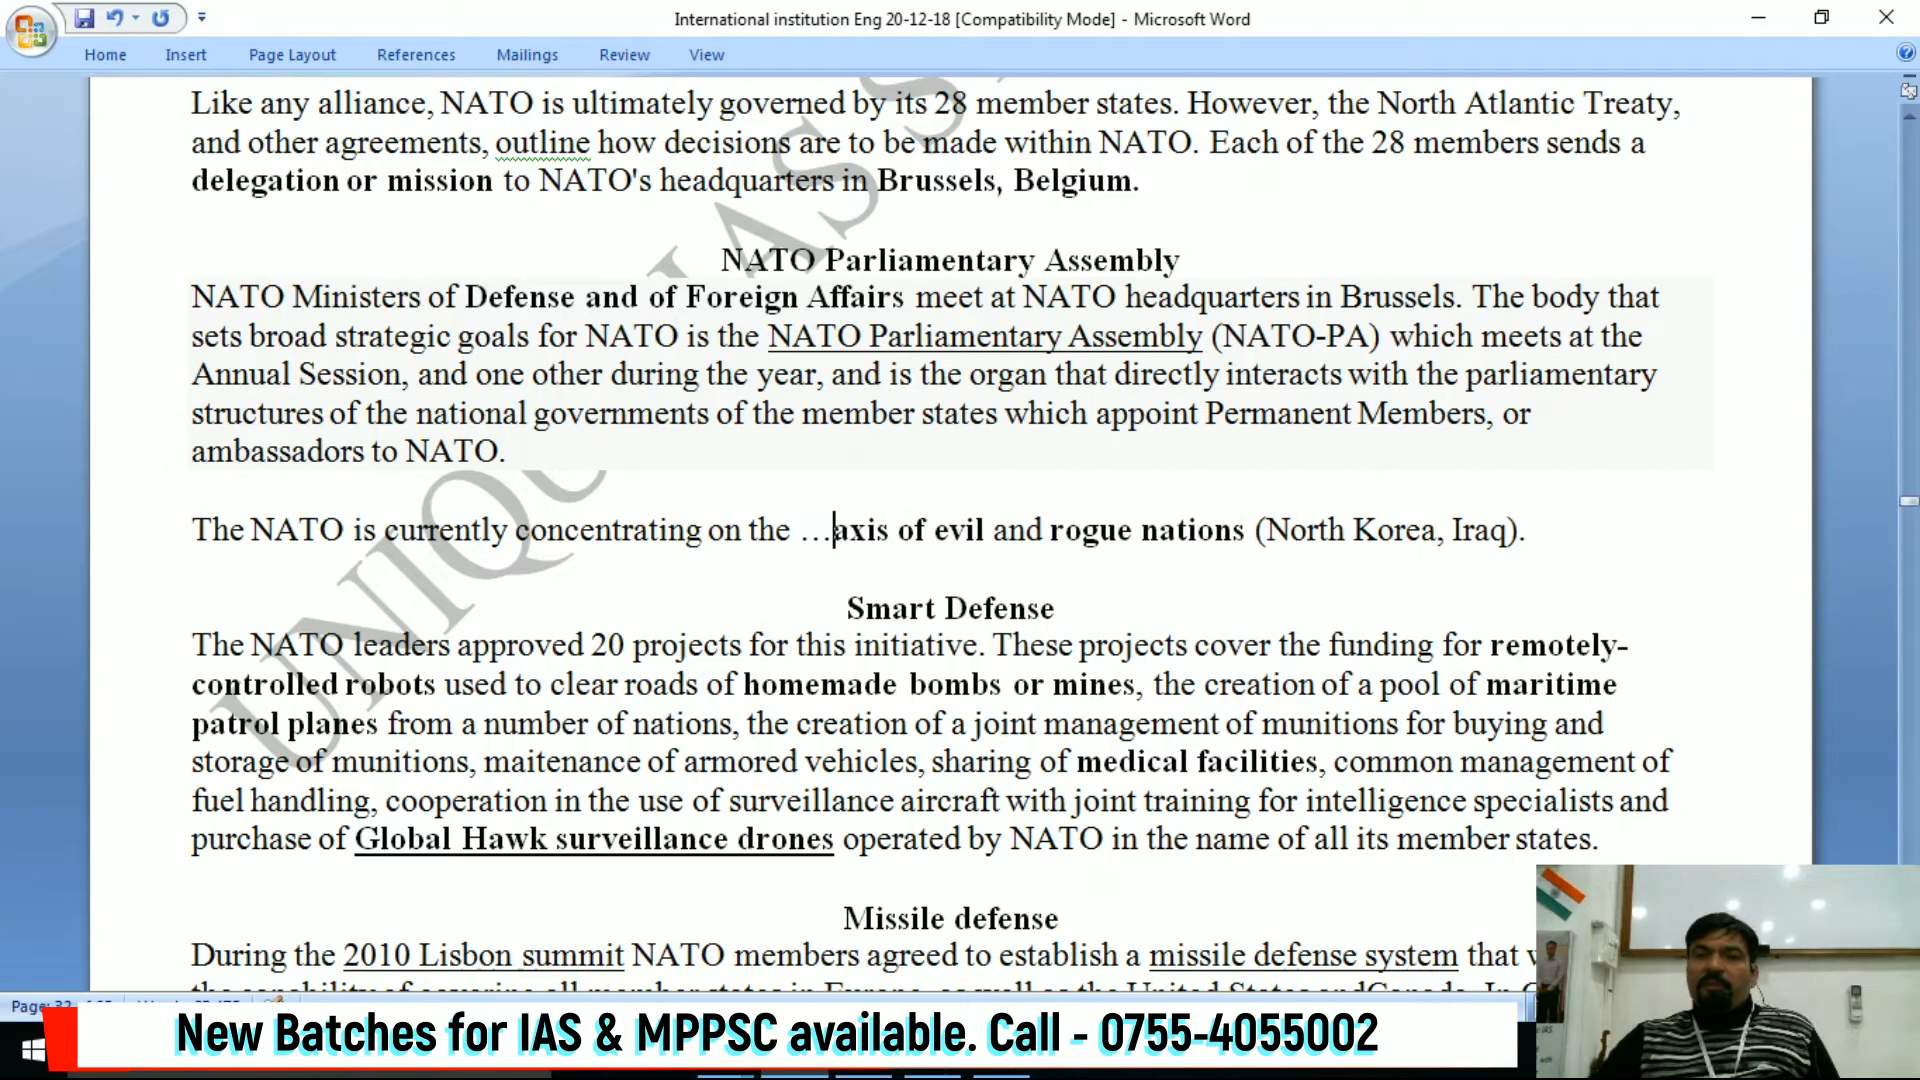 International institution Eng 20-12-18 [Compatibility Mode] - Microsoft Word
Home Insert Page Layout References Mailings Review View
Like any alliance, NATO is ultimately governed by its 28 member states. However, the North Atlantic Treaty,
and other agreements, outline how decisions are to be made within NATO. Each of the 28 members sends a
delegation or mission to NATO's headquarters in Brussels, Belgium.
NATO Parliamentary Assembly
NATO Ministers of Defense and of Foreign Affairs meet at NATO headquarters in Brussels. The body that
sets broad strategic goals for NATO is the NATO Parliamentary Assembly (NATO-PA) which meets at the
Annual Session, and one other during the year, and is the organ that directly interacts with the parliamentary
structures of the national governments of the member states which appoint Permanent Members, or
ambassadors to NATO.
The NATO is currently concentrating on the …axis of evil and rogue nations (North Korea, Iraq).
Smart Defense
The NATO leaders approved 20 projects for this initiative. These projects cover the funding for remotely-
controlled robots used to clear roads of homemade bombs or mines, the creation of a pool of maritime
patrol planes from a number of nations, the creation of a joint management of munitions for buying and
storage of munitions, maitenance of armored vehicles, sharing of medical facilities, common management of
fuel handling, cooperation in the use of surveillance aircraft with joint training for intelligence specialists and
purchase of Global Hawk surveillance drones operated by NATO in the name of all its member states.
Missile defense
During the 2010 Lisbon summit NATO members agreed to establish a missile defense system that
New Batches for IAS & MPPSC available. Call - 0755-4055002